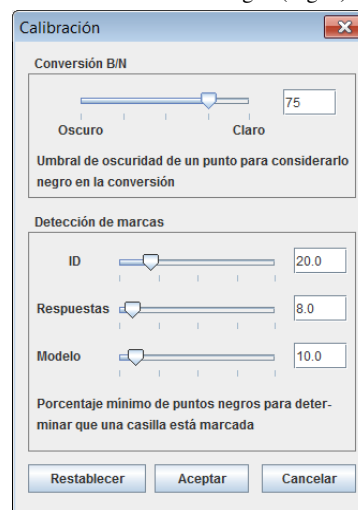 Calibración
Conversión B/N
75
Oscuro Claro
Umbral de oscuridad de un punto para considerarlo
negro en la conversión
Detección de marcas
ID 20.0
Respuestas 8.0
Modelo 10.0
Porcentaje mínimo de puntos negros para deter-
minar que una casilla está marcada
Restablecer Aceptar Cancelar